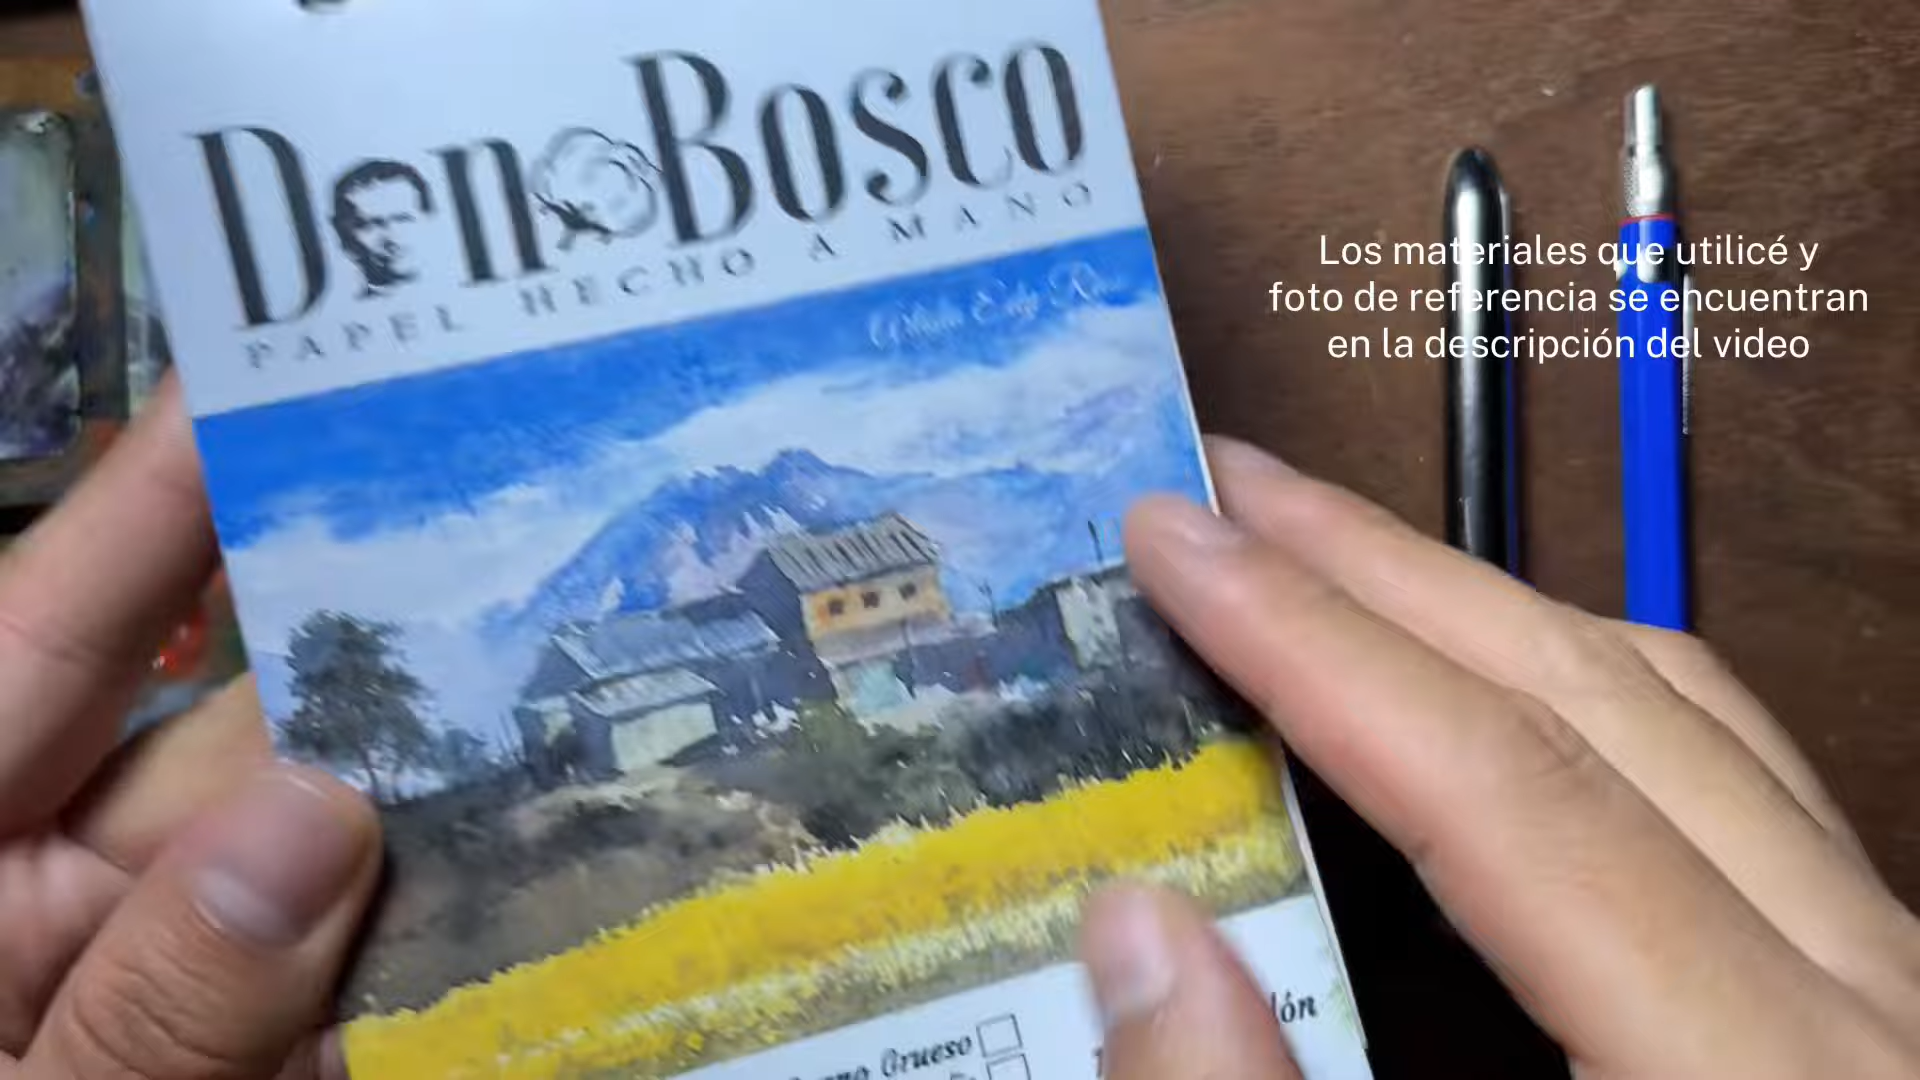 Don Bosco
PAPEL HECHO A MANO
Los materiales que utilicé y
foto de referencia se encuentran
en la descripción del video
Grueso